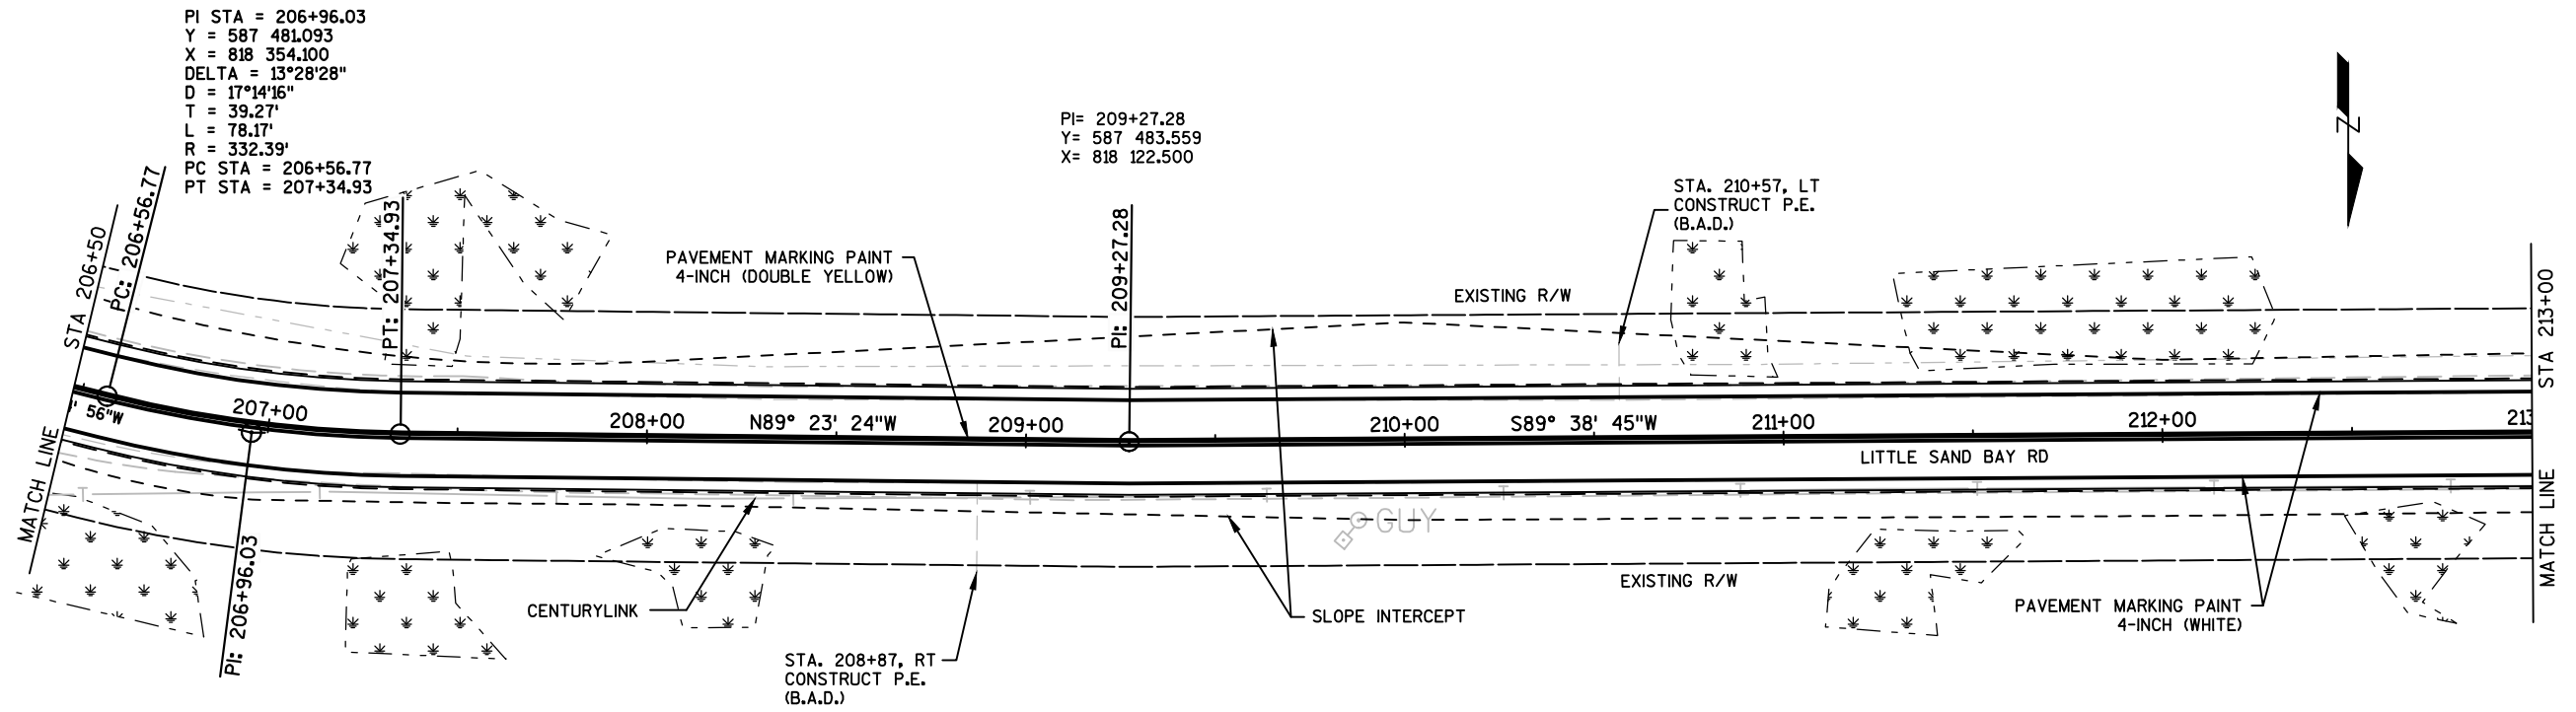 PI STA = 206+96.03
Y = 587 481.093
X = 818 354.100
DELTA = 13°28'28"
D = 17°14'16"
T = 39.27'
L = 78.17'
R = 332.39'
PC STA = 206+56.77
PT STA = 207+34.93
PI= 209+27.28
Y= 587 483.559
X= 818 122.500
STA. 210+57, LT
CONSTRUCT P.E.
(B.A.D.)
N
STA 206+50
PC: 206+56.77
PT: 207+34.93
PAVEMENT MARKING PAINT
4-INCH (DOUBLE YELLOW)
PI: 209+27.28
EXISTING R/W
STA 213+00
' 56"W
207+00
208+00
N89° 23' 24"W
209+00
210+00
S89° 38' 45"W
211+00
212+00
213
LITTLE SAND BAY RD
MATCH LINE
T T T T T T T T T T T
GUY
MATCH LINE
PI: 206+96.03
EXISTING R/W
CENTURYLINK
SLOPE INTERCEPT
PAVEMENT MARKING PAINT
4-INCH (WHITE)
STA. 208+87, RT
CONSTRUCT P.E.
(B.A.D.)